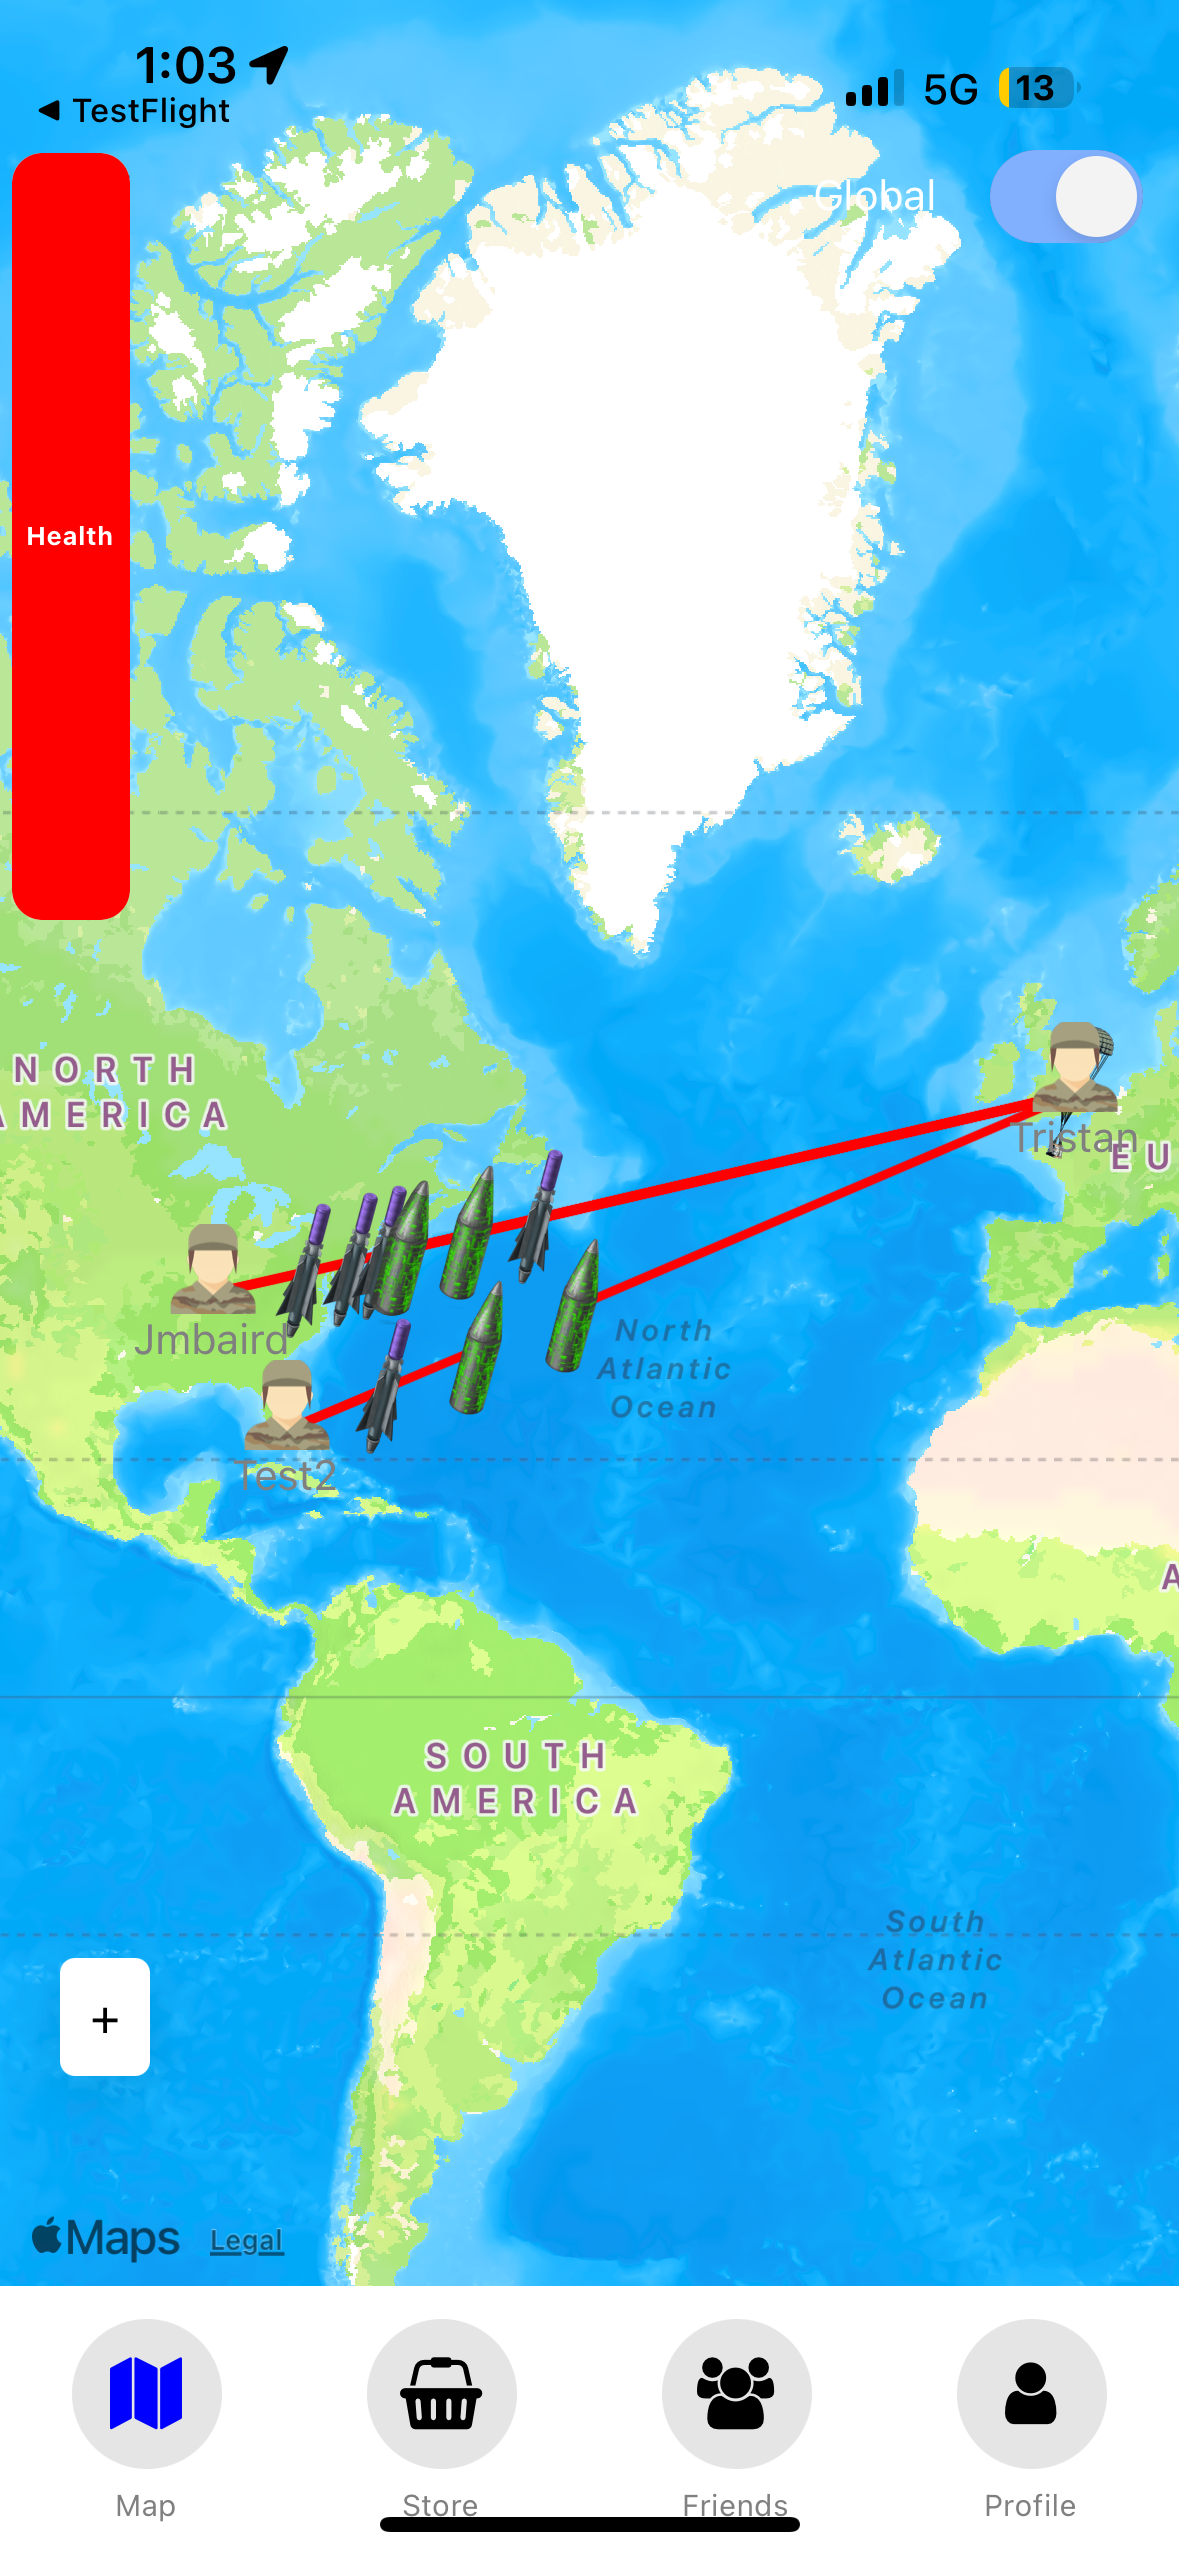 1:03
TestFlight
5G
13
Global
Health
NORTH
AMERICA
Tristan
EU
Jmbaird
North
Atlantic
Ocean
Test2
A
SOUTH
AMERICA
South
Atlantic
Ocean
+
Maps
Legal
Map
Store
Friends
Profile